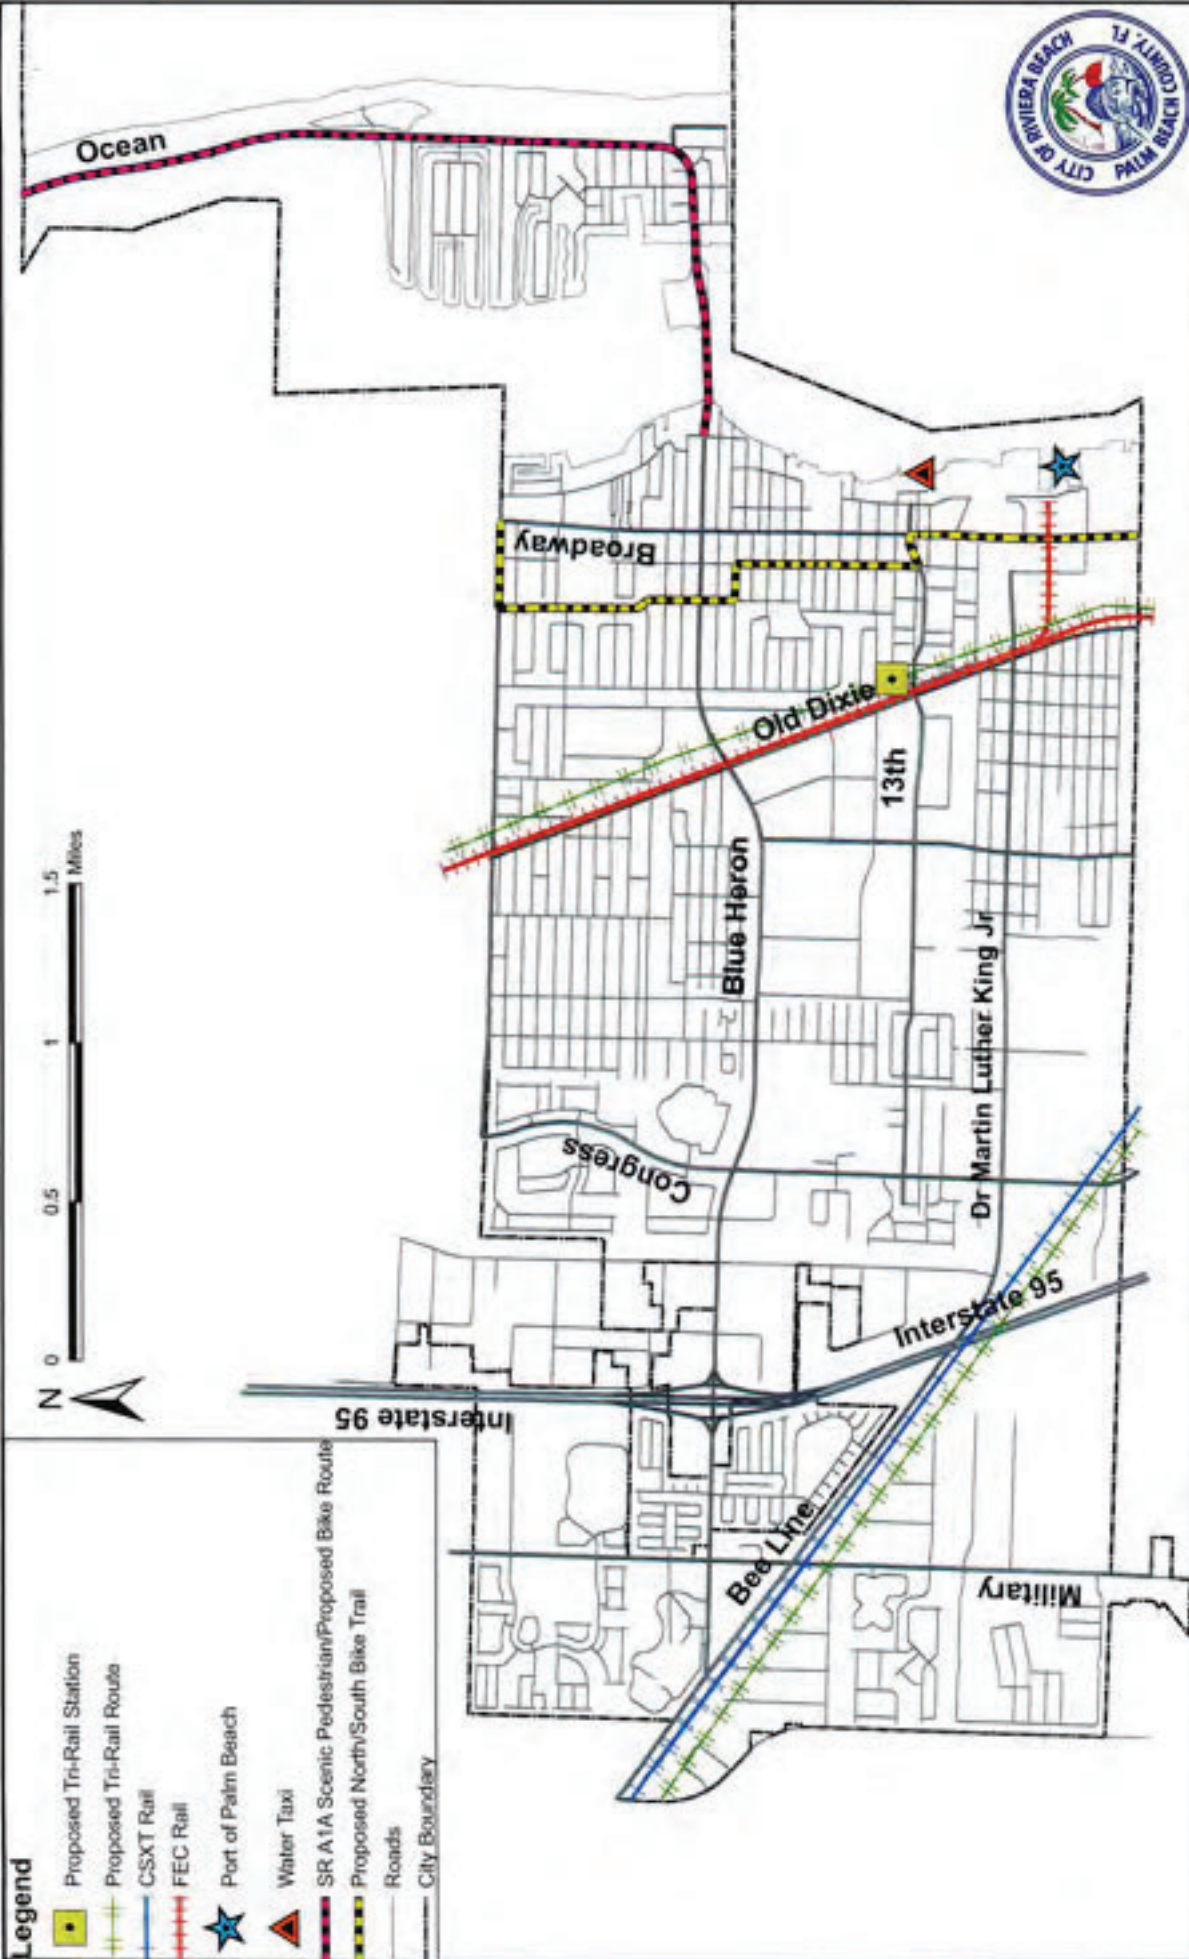 Legend
Proposed Tri-Rail Station
Proposed Tri-Rail Route
CSXT Rail
FEC Rail
Port of Palm Beach
Water Taxi
SR A1A Scenic Pedestrian/Proposed Bike Route
Proposed North/South Bike Trail
Roads
City Boundary
N
0 0.5 1 1.5
Miles
Interstate 95
Military
Bee Line
Interstate 95
Congress
Blue Heron
Dr Martin Luther King Jr
13th
Old Dixie
Broadway
Ocean
CITY OF RIVIERA BEACH
PALM BEACH COUNTY, FL